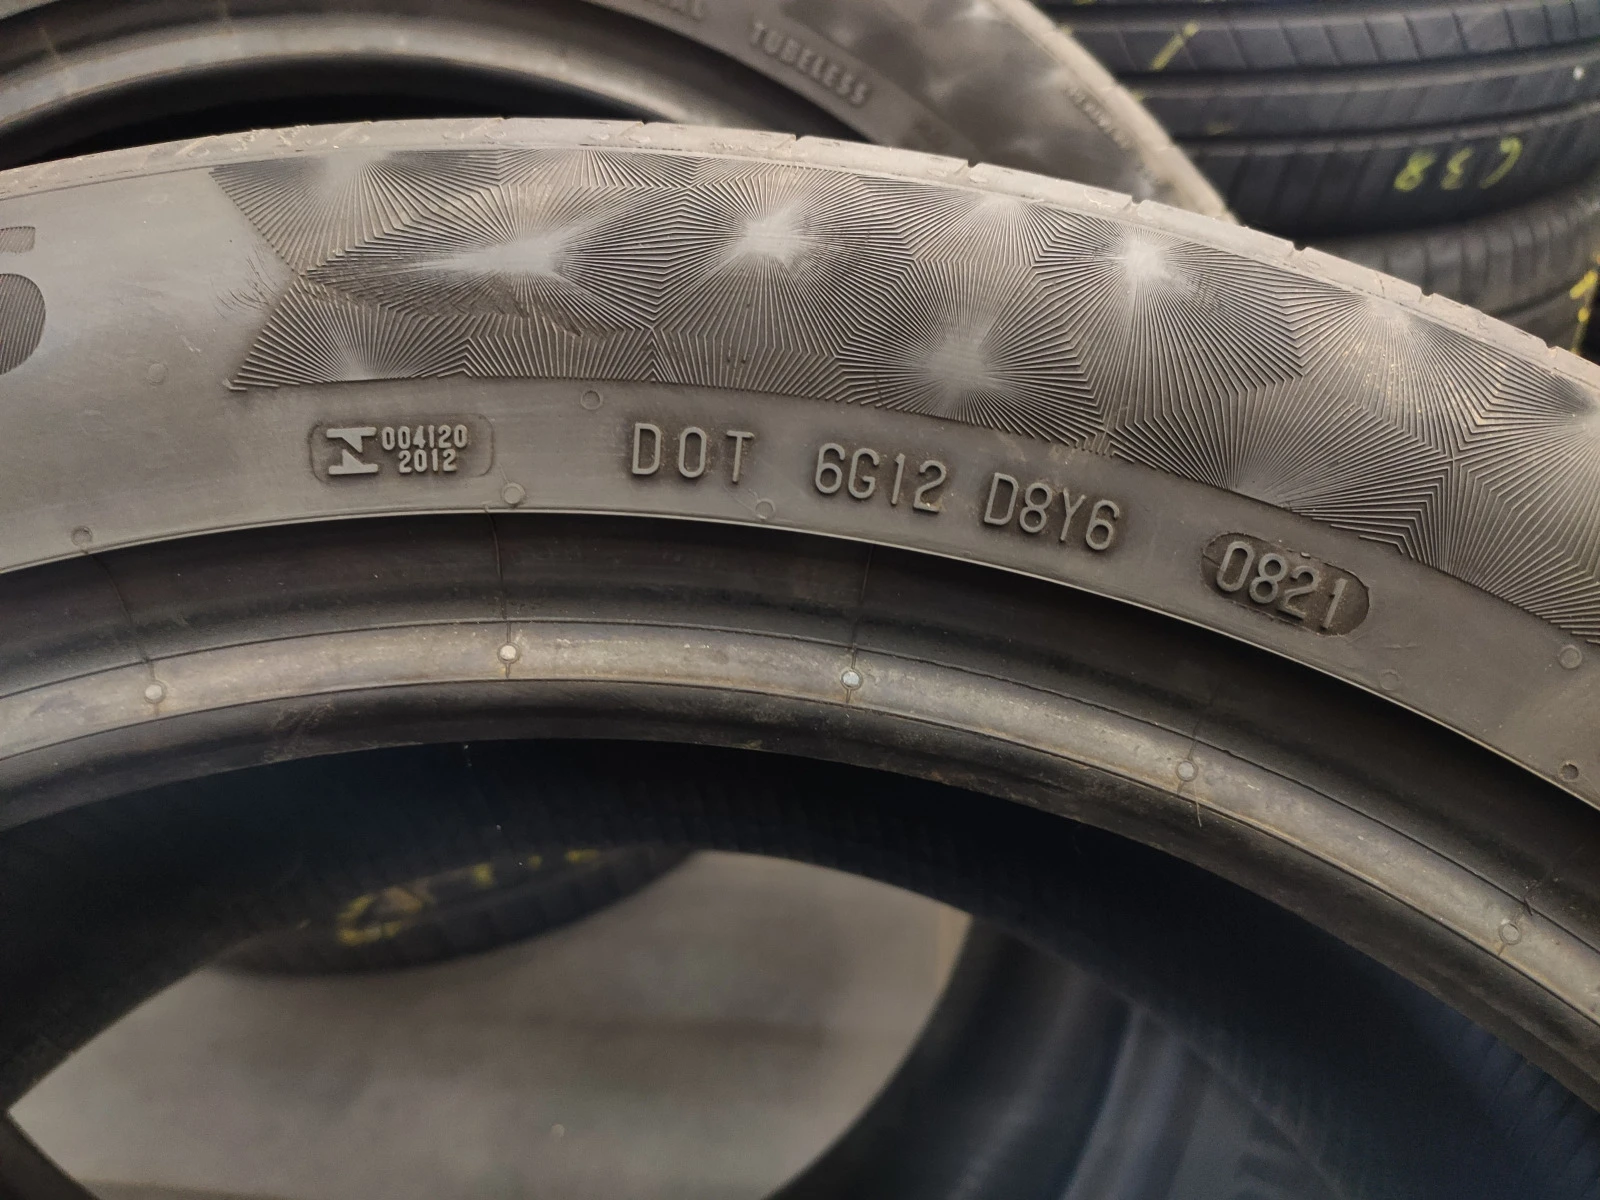 TUBELESS
004120
2012
DOT 6G12 D8Y6 0821
C38